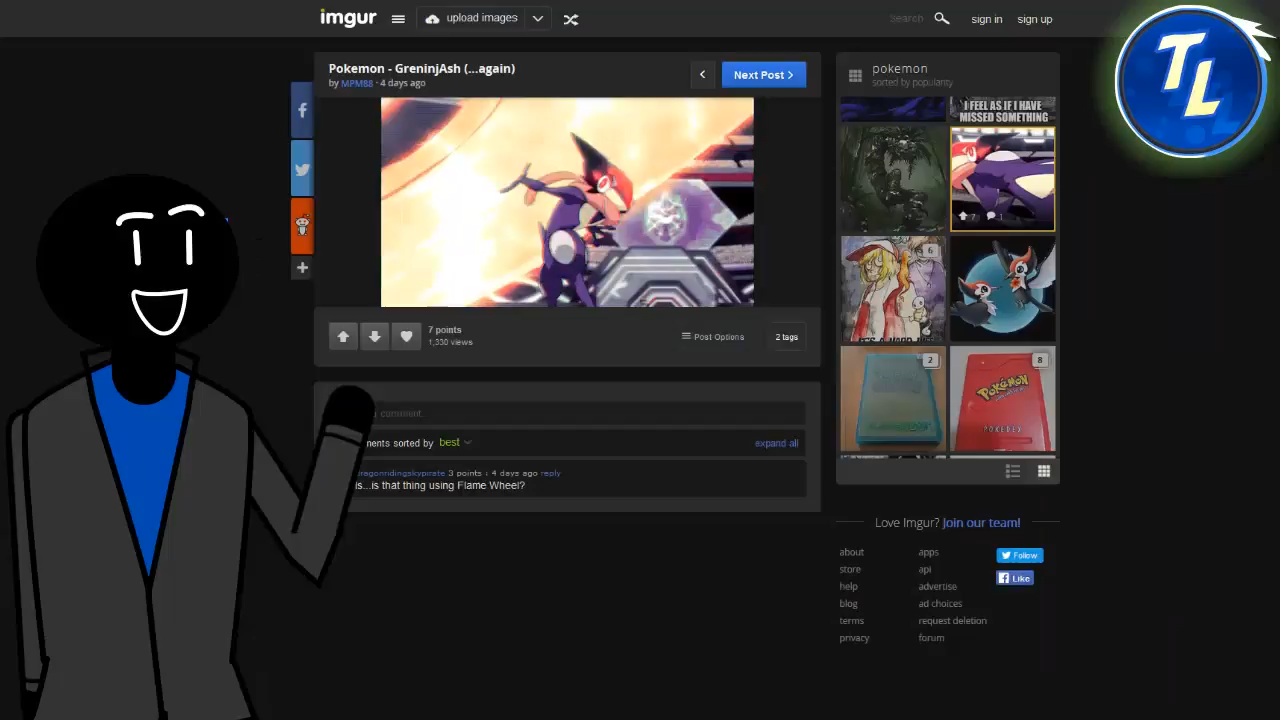 imgur
upload images
Search
sign in
sign up
TL
Pokemon - GreninjAsh (...again)
by MPM88 · 4 days ago
Next Post
pokemon
sorted by popularity
I FEEL AS IF I HAVE
MISSED SOMETHING
7 1
6
2
8
POKéMON
POKEDEX
7 points
1,330 views
Post Options
2 tags
comment
ments sorted by best
expand all
ragonridingskypirate 3 points : 4 days ago reply
s...is that thing using Flame Wheel?
Love Imgur? Join our team!
about
apps
Follow
store
api
Like
help
advertise
blog
ad choices
terms
request deletion
privacy
forum